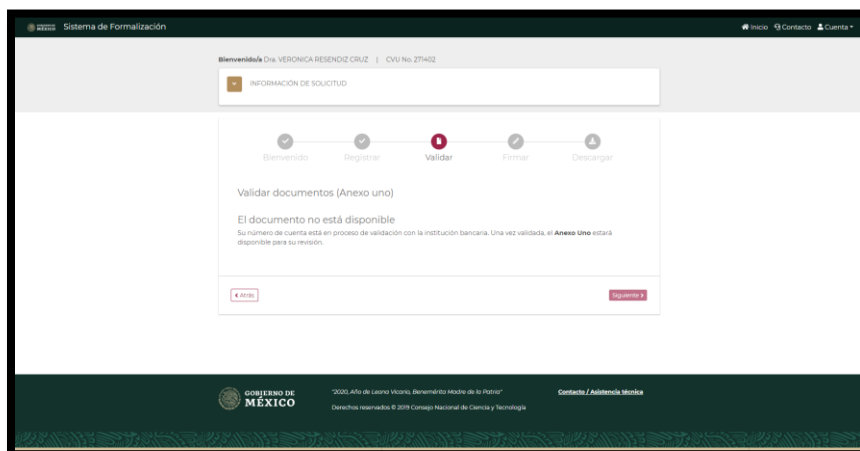 GOBIERNO DE MÉXICO Sistema de Formalización Inicio Contacto Cuenta
Bienvenido/a Dra. VERONICA RESENDIZ CRUZ | CVU No. 271402
INFORMACIÓN DE SOLICITUD
Bienvenido Registrar Validar Firmar Descargar
Validar documentos (Anexo uno)
El documento no está disponible
Su número de cuenta está en proceso de validación con la institución bancaria. Una vez validada, el Anexo Uno estará
disponible para su revisión.
Atrás Siguiente
GOBIERNO DE
MÉXICO
"2020, Año de Leona Vicario, Benemérita Madre de la Patria"
Derechos reservados © 2019 Consejo Nacional de Ciencia y Tecnología
Contacto / Asistencia técnica